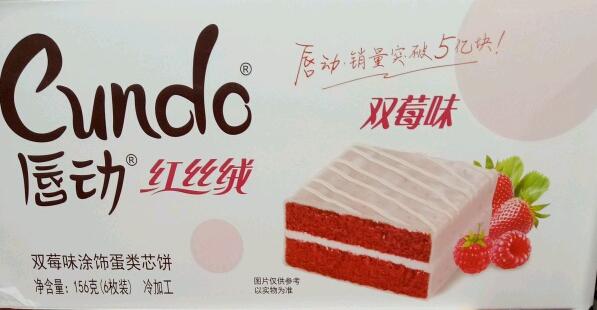 Cundo®
唇动® 红丝绒
唇动·销量突破5亿块!
双莓味
双莓味涂饰蛋类芯饼
净含量：156克(6枚装) 冷加工
图片仅供参考
以实物为准